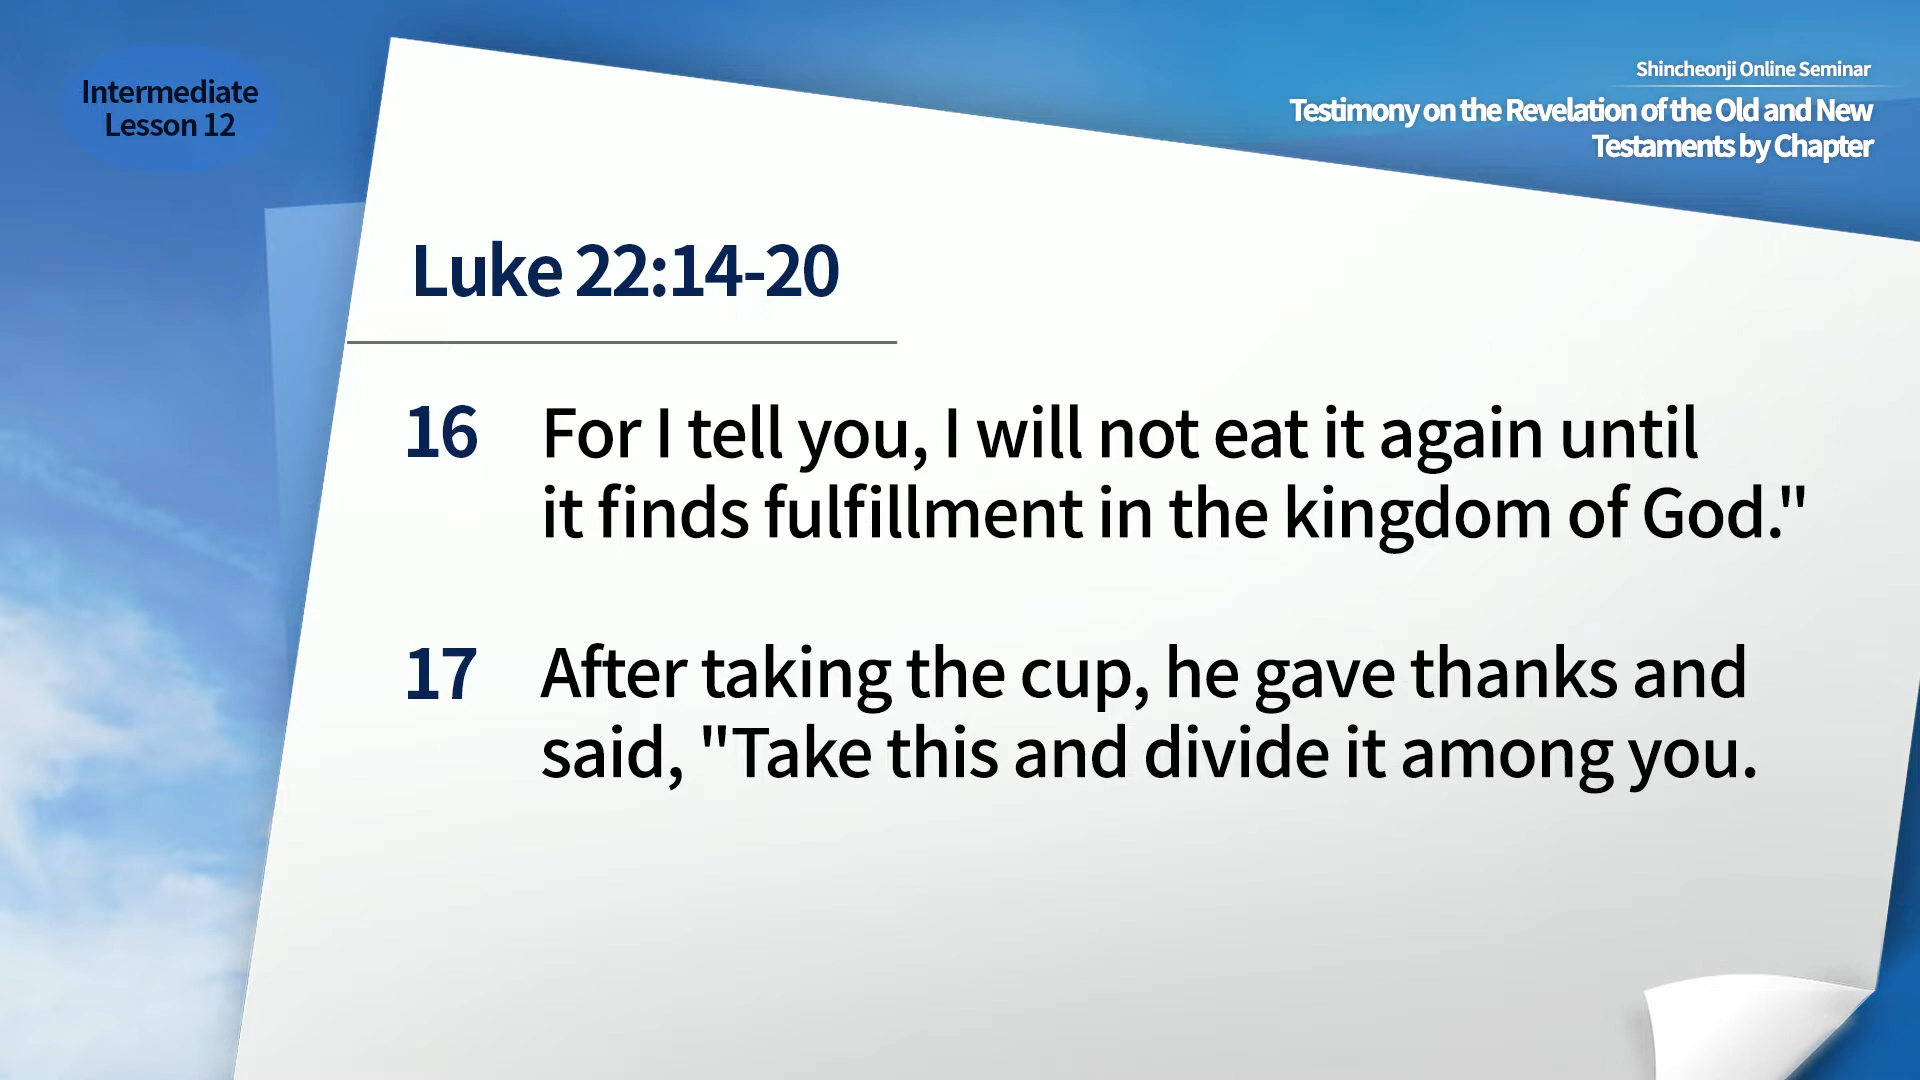 Intermediate
Lesson 12
Shincheonji Online Seminar
Testimony on the Revelation of the Old and New
Testaments by Chapter
Luke 22:14-20
16 For I tell you, I will not eat it again until
it finds fulfillment in the kingdom of God."
17 After taking the cup, he gave thanks and
said, "Take this and divide it among you.